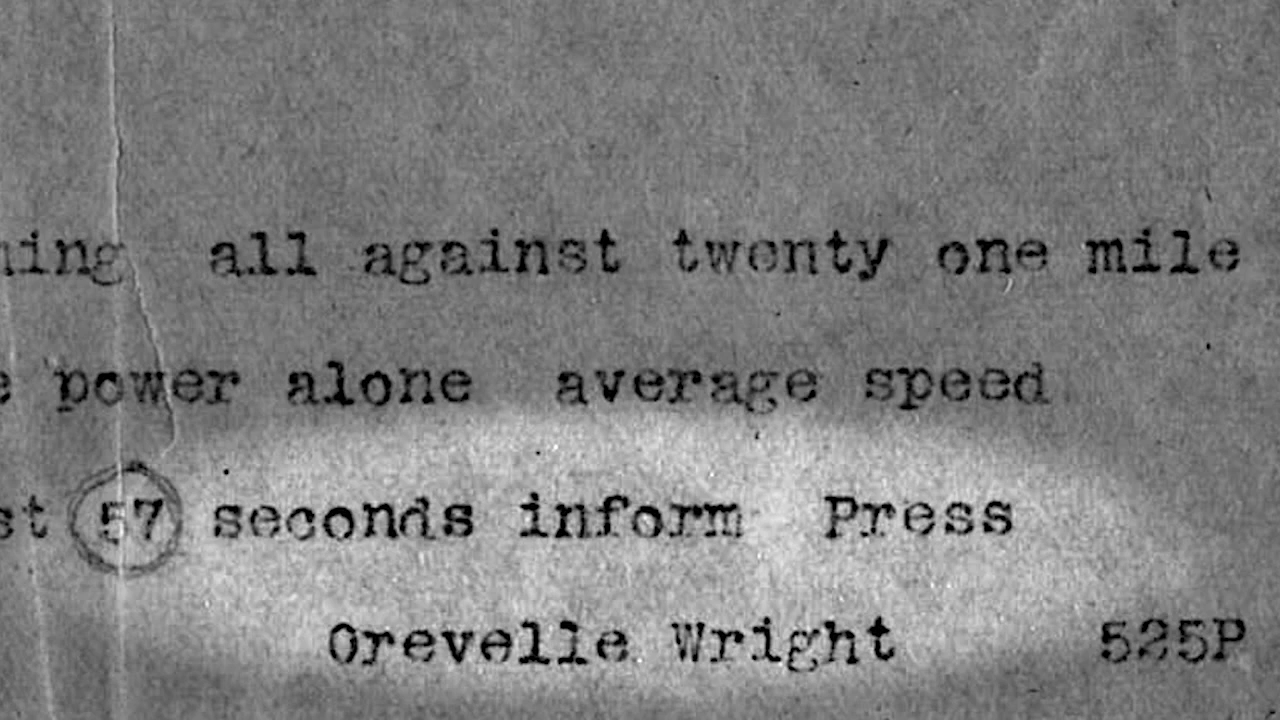 ning all against twenty one mile
e power alone average speed
st 57 seconds inform Press
Orevelle Wright 525P